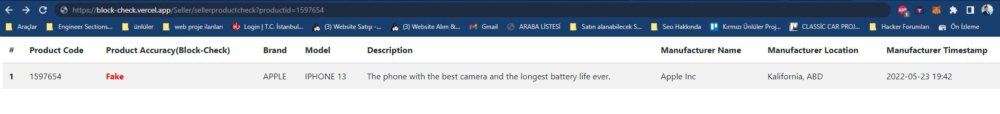 https://block-check.vercel.app/Seller/sellerproductcheck?productid=1597654 ABD 1
Araçlar Engineer Sections... ünlüler web proje ilanları Login | T.C. İstanbul... (3) Website Satışı -... (3) Website Alım &... Gmail ARABA LİSTESİ Satın alanabilecek S... Seo Hakkında Kırmızı Ünlüler Proj... CLASSİC CAR PROJ... Hacker Forumları Ön İzleme
# Product Code Product Accuracy(Block-Check) Brand Model Description Manufacturer Name Manufacturer Location Manufacturer Timestamp
1 1597654 Fake APPLE IPHONE 13 The phone with the best camera and the longest battery life ever. Apple Inc Kalifornia, ABD 2022-05-23 19:42